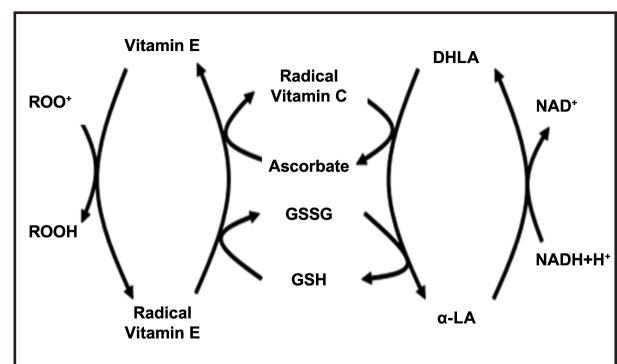 Vitamin E
DHLA
Radical
Vitamin C
ROO⁺
NAD⁺
Ascorbate
GSSG
ROOH
NADH+H⁺
GSH
Radical
Vitamin E
α-LA